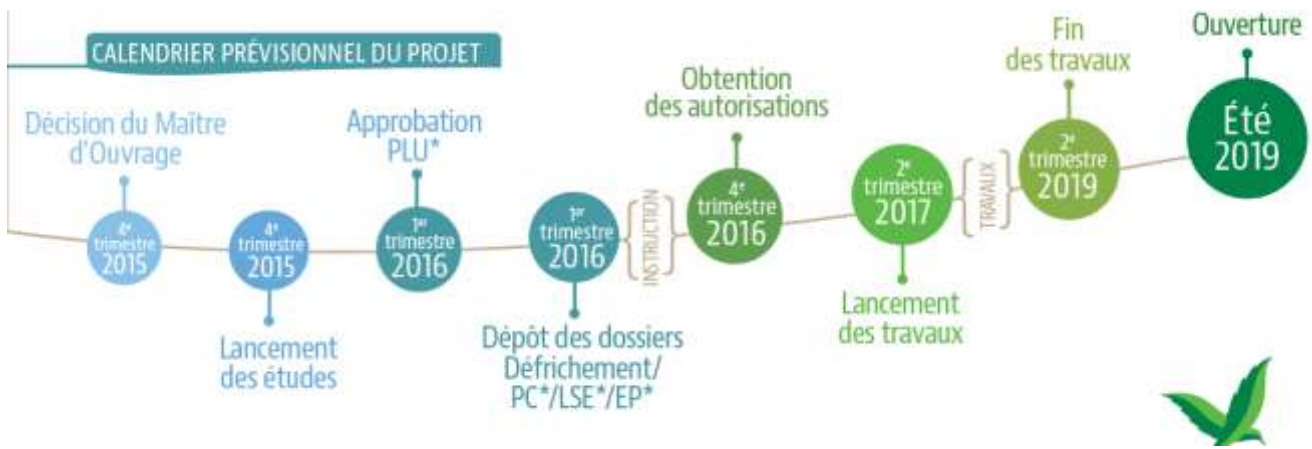 CALENDRIER PRÉVISIONNEL DU PROJET
Décision du Maître
d'Ouvrage
4e
trimestre
2015
4e
trimestre
2015
Lancement
des études
Approbation
PLU*
1er
trimestre
2016
1er
trimestre
2016
Dépôt des dossiers
Défrichement/
PC*/LSE*/EP*
INSTRUCTION
Obtention
des autorisations
4e
trimestre
2016
2e
trimestre
2017
Lancement
des travaux
TRAVAUX
Fin
des travaux
2e
trimestre
2019
Ouverture
Été
2019